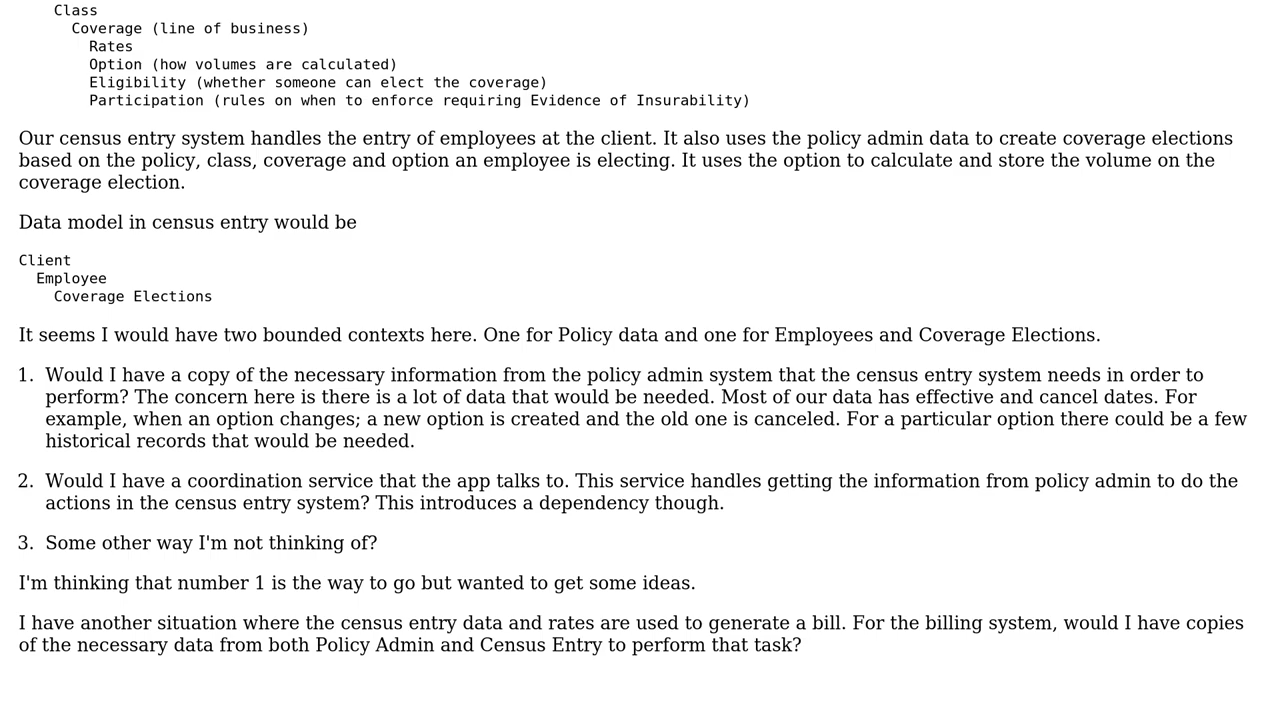 Class
Coverage (line of business)
Rates
Option (how volumes are calculated)
Eligibility (whether someone can elect the coverage)
Participation (rules on when to enforce requiring Evidence of Insurability)
Our census entry system handles the entry of employees at the client. It also uses the policy admin data to create coverage elections
based on the policy, class, coverage and option an employee is electing. It uses the option to calculate and store the volume on the
coverage election.
Data model in census entry would be
Client
Employee
Coverage Elections
It seems I would have two bounded contexts here. One for Policy data and one for Employees and Coverage Elections.
1. Would I have a copy of the necessary information from the policy admin system that the census entry system needs in order to
perform? The concern here is there is a lot of data that would be needed. Most of our data has effective and cancel dates. For
example, when an option changes; a new option is created and the old one is canceled. For a particular option there could be a few
historical records that would be needed.
2. Would I have a coordination service that the app talks to. This service handles getting the information from policy admin to do the
actions in the census entry system? This introduces a dependency though.
3. Some other way I'm not thinking of?
I'm thinking that number 1 is the way to go but wanted to get some ideas.
I have another situation where the census entry data and rates are used to generate a bill. For the billing system, would I have copies
of the necessary data from both Policy Admin and Census Entry to perform that task?